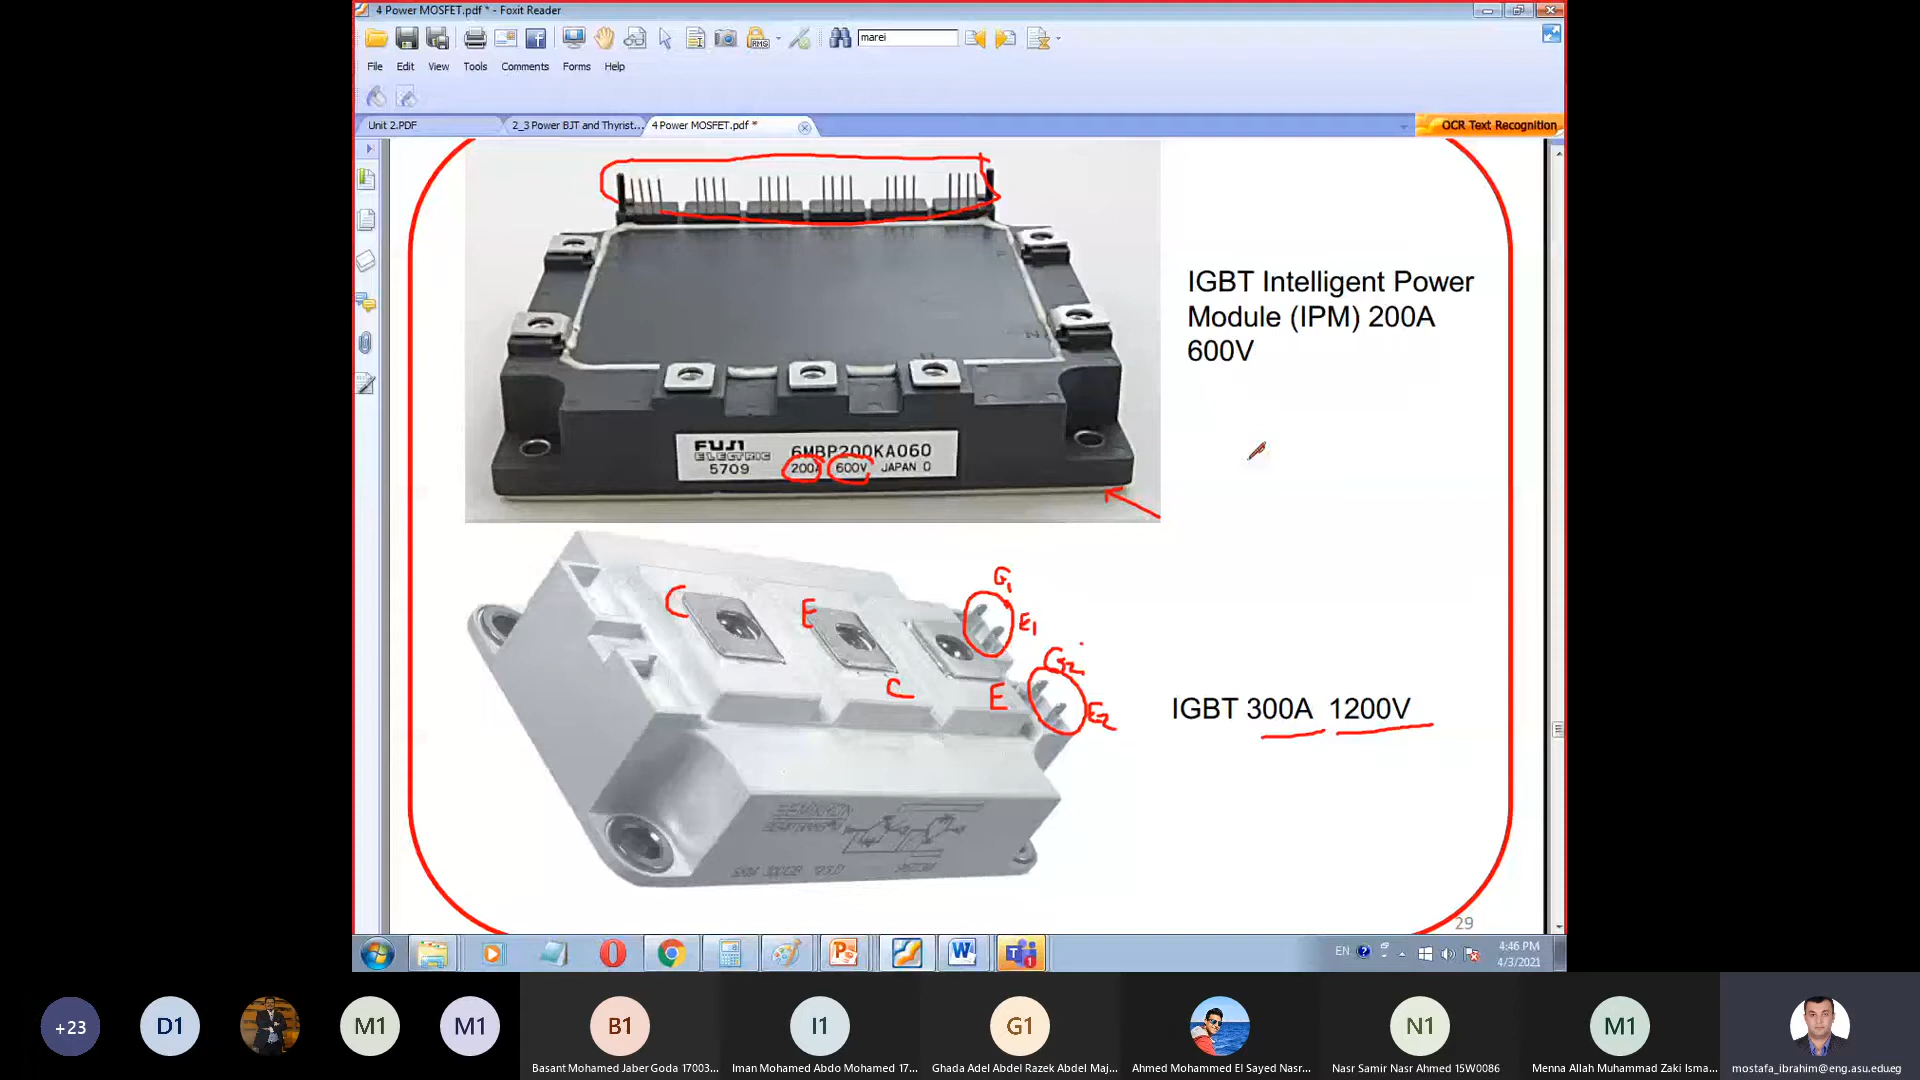 4 Power MOSFET.pdf * - Foxit Reader
marei
File Edit View Tools Comments Forms Help
Unit 2.PDF 2_3 Power BJT and Thyrist... 4 Power MOSFET.pdf *
OCR Text Recognition
IGBT Intelligent Power
Module (IPM) 200A
600V
FUJI
ELECTRIC
5709
6MBP200KA060
200A 600V JAPAN O
G1
C E E1
G2
C E E2
IGBT 300A 1200V
29
EN
4:46 PM
4/3/2021
+23 D1 M1 M1 B1 I1 G1 N1 M1
Basant Mohamed Jaber Goda 17003...
Iman Mohamed Abdo Mohamed 17...
Ghada Adel Abdel Razek Abdel Maj...
Ahmed Mohammed El Sayed Nasr...
Nasr Samir Nasr Ahmed 15W0086
Menna Allah Muhammad Zaki Isma...
mostafa_ibrahim@eng.asu.edu.eg